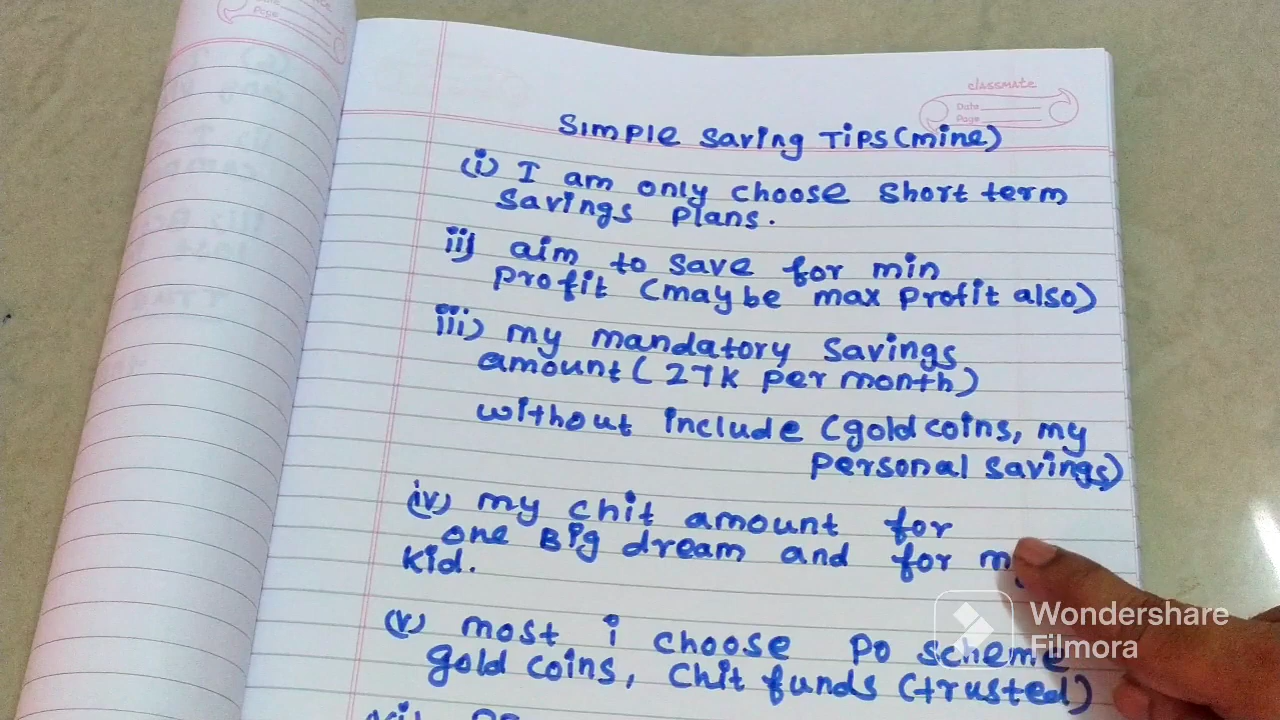 classmate
Date
Page
Simple Saving Tips (mine)
(i) I am only choose short term
savings plans.
ii) aim to save for min
profit (maybe max profit also)
iii) my mandatory savings
amount (27K per month)
without include (gold coins, my
personal savings)
(iv) my chit amount for
one Big dream and for
kid.
(v) most i choose Po scheme
gold coins, chit funds (trusted)
Wondershare
Filmora